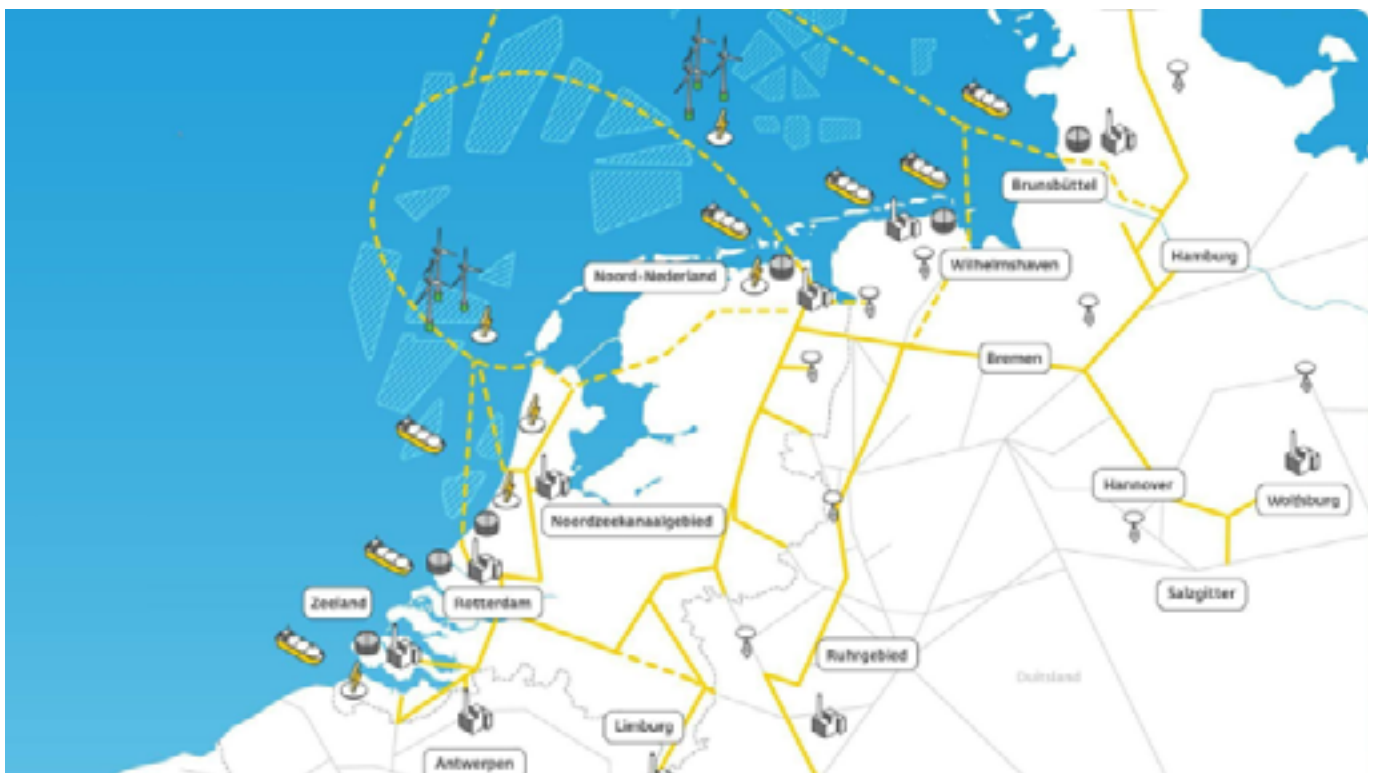 Brunsbüttel
Hamburg
Noord-Nederland
Wilhelmshaven
Bremen
Hannover
Wolfsburg
Noordzeekanaalgebied
Zeeland
Rotterdam
Salzgitter
Ruhrgebied
Duitsland
Limburg
Antwerpen